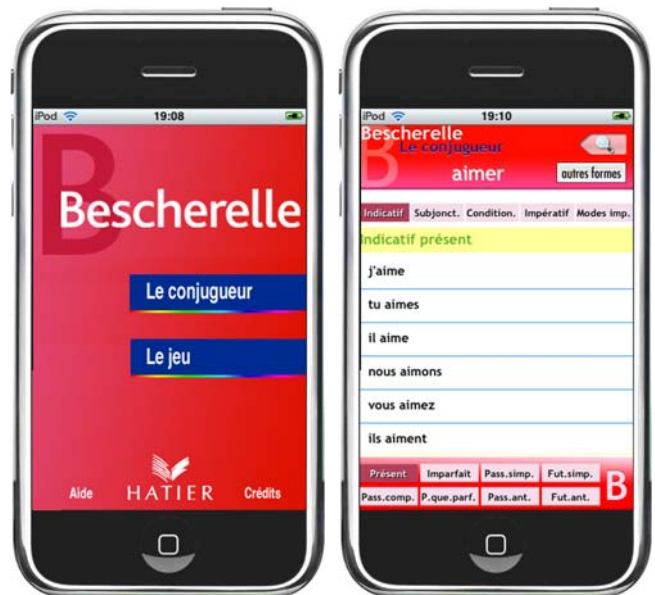 iPod 19:08
B
Bescherelle
Le conjugueur
Le jeu
HATIER
Aide Crédits
iPod 19:10
B
Bescherelle
Le conjugueur
aimer autres formes
Indicatif Subjonct. Condition. Impératif Modes imp.
Indicatif présent
j'aime
tu aimes
il aime
nous aimons
vous aimez
ils aiment
Présent Imparfait Pass.simp. Fut.simp.
Pass.comp. P.que.parf. Pass.ant. Fut.ant. B